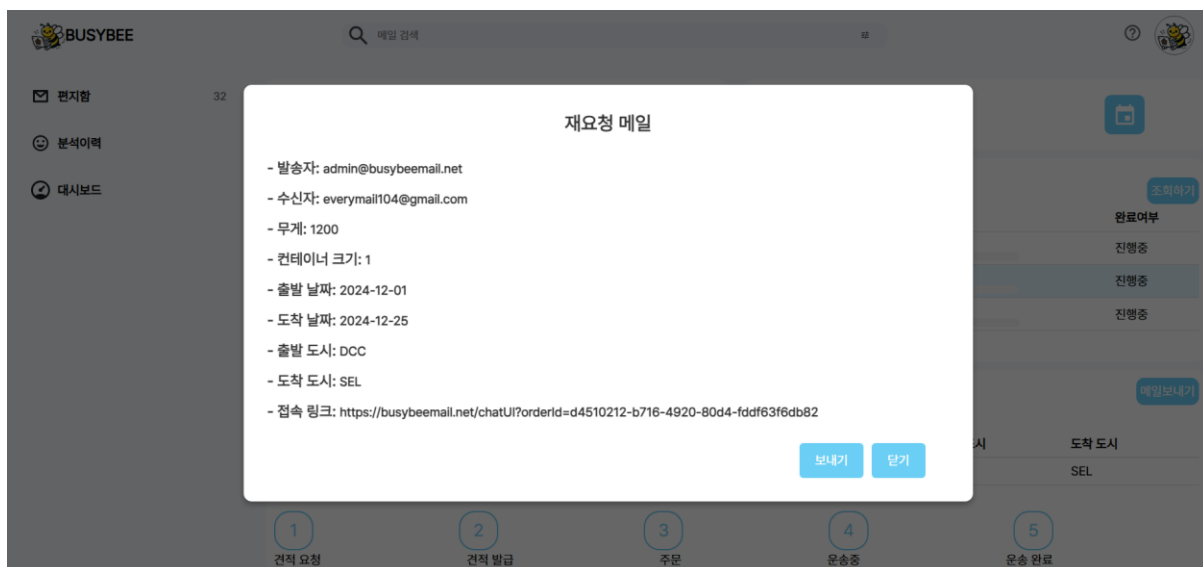 BUSYBEE
메일 검색
편지함 32
분석이력
대시보드
재요청 메일
- 발송자: admin@busybeemail.net
- 수신자: everymail104@gmail.com
- 무게: 1200
- 컨테이너 크기: 1
- 출발 날짜: 2024-12-01
- 도착 날짜: 2024-12-25
- 출발 도시: DCC
- 도착 도시: SEL
- 접속 링크: https://busybeemail.net/chatUI?orderId=d4510212-b716-4920-80d4-fddf63f6db82
보내기 닫기
조회하기
완료여부
진행중
진행중
진행중
메일보내기
도착 도시
SEL
1 2 3 4 5
견적 요청 견적 발급 주문 운송중 운송 완료